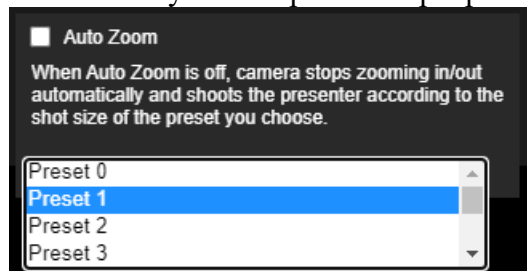 Auto Zoom
When Auto Zoom is off, camera stops zooming in/out
automatically and shoots the presenter according to the
shot size of the preset you choose.
Preset 0
Preset 1
Preset 2
Preset 3